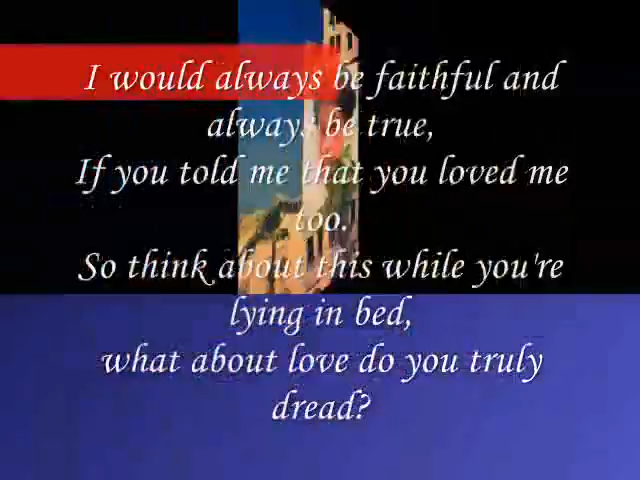 I would always be faithful and
always be true,
If you told me that you loved me
too.
So think about this while you're
lying in bed,
what about love do you truly
dread?